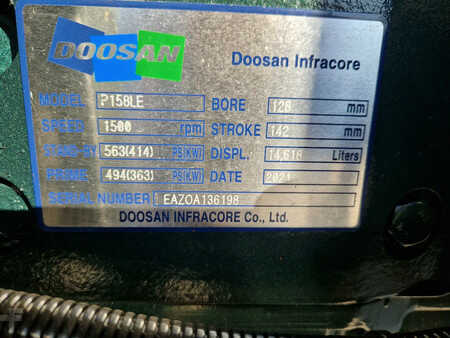 DOOSAN
Doosan Infracore
MODEL P158LE BORE 128 mm
SPEED 1500 rpm STROKE 142 mm
STAND-BY 563(414) PS(KW) DISPL. 14,618 Liters
PRIME 494(363) PS(KW) DATE 2021
SERIAL NUMBER EAZOA136198
DOOSAN INFRACORE Co., Ltd.